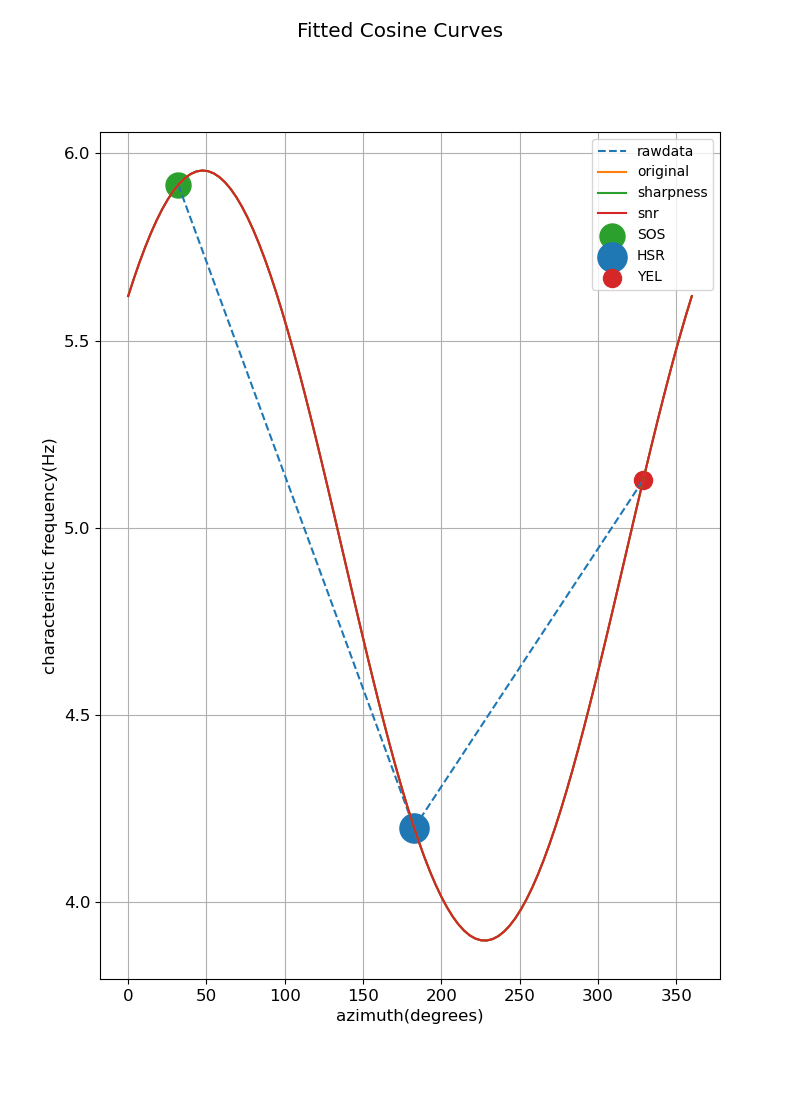 Fitted Cosine Curves
rawdata
original
sharpness
snr
SOS
HSR
YEL
6.0
5.5
5.0
4.5
4.0
characteristic frequency(Hz)
0 50 100 150 200 250 300 350
azimuth(degrees)